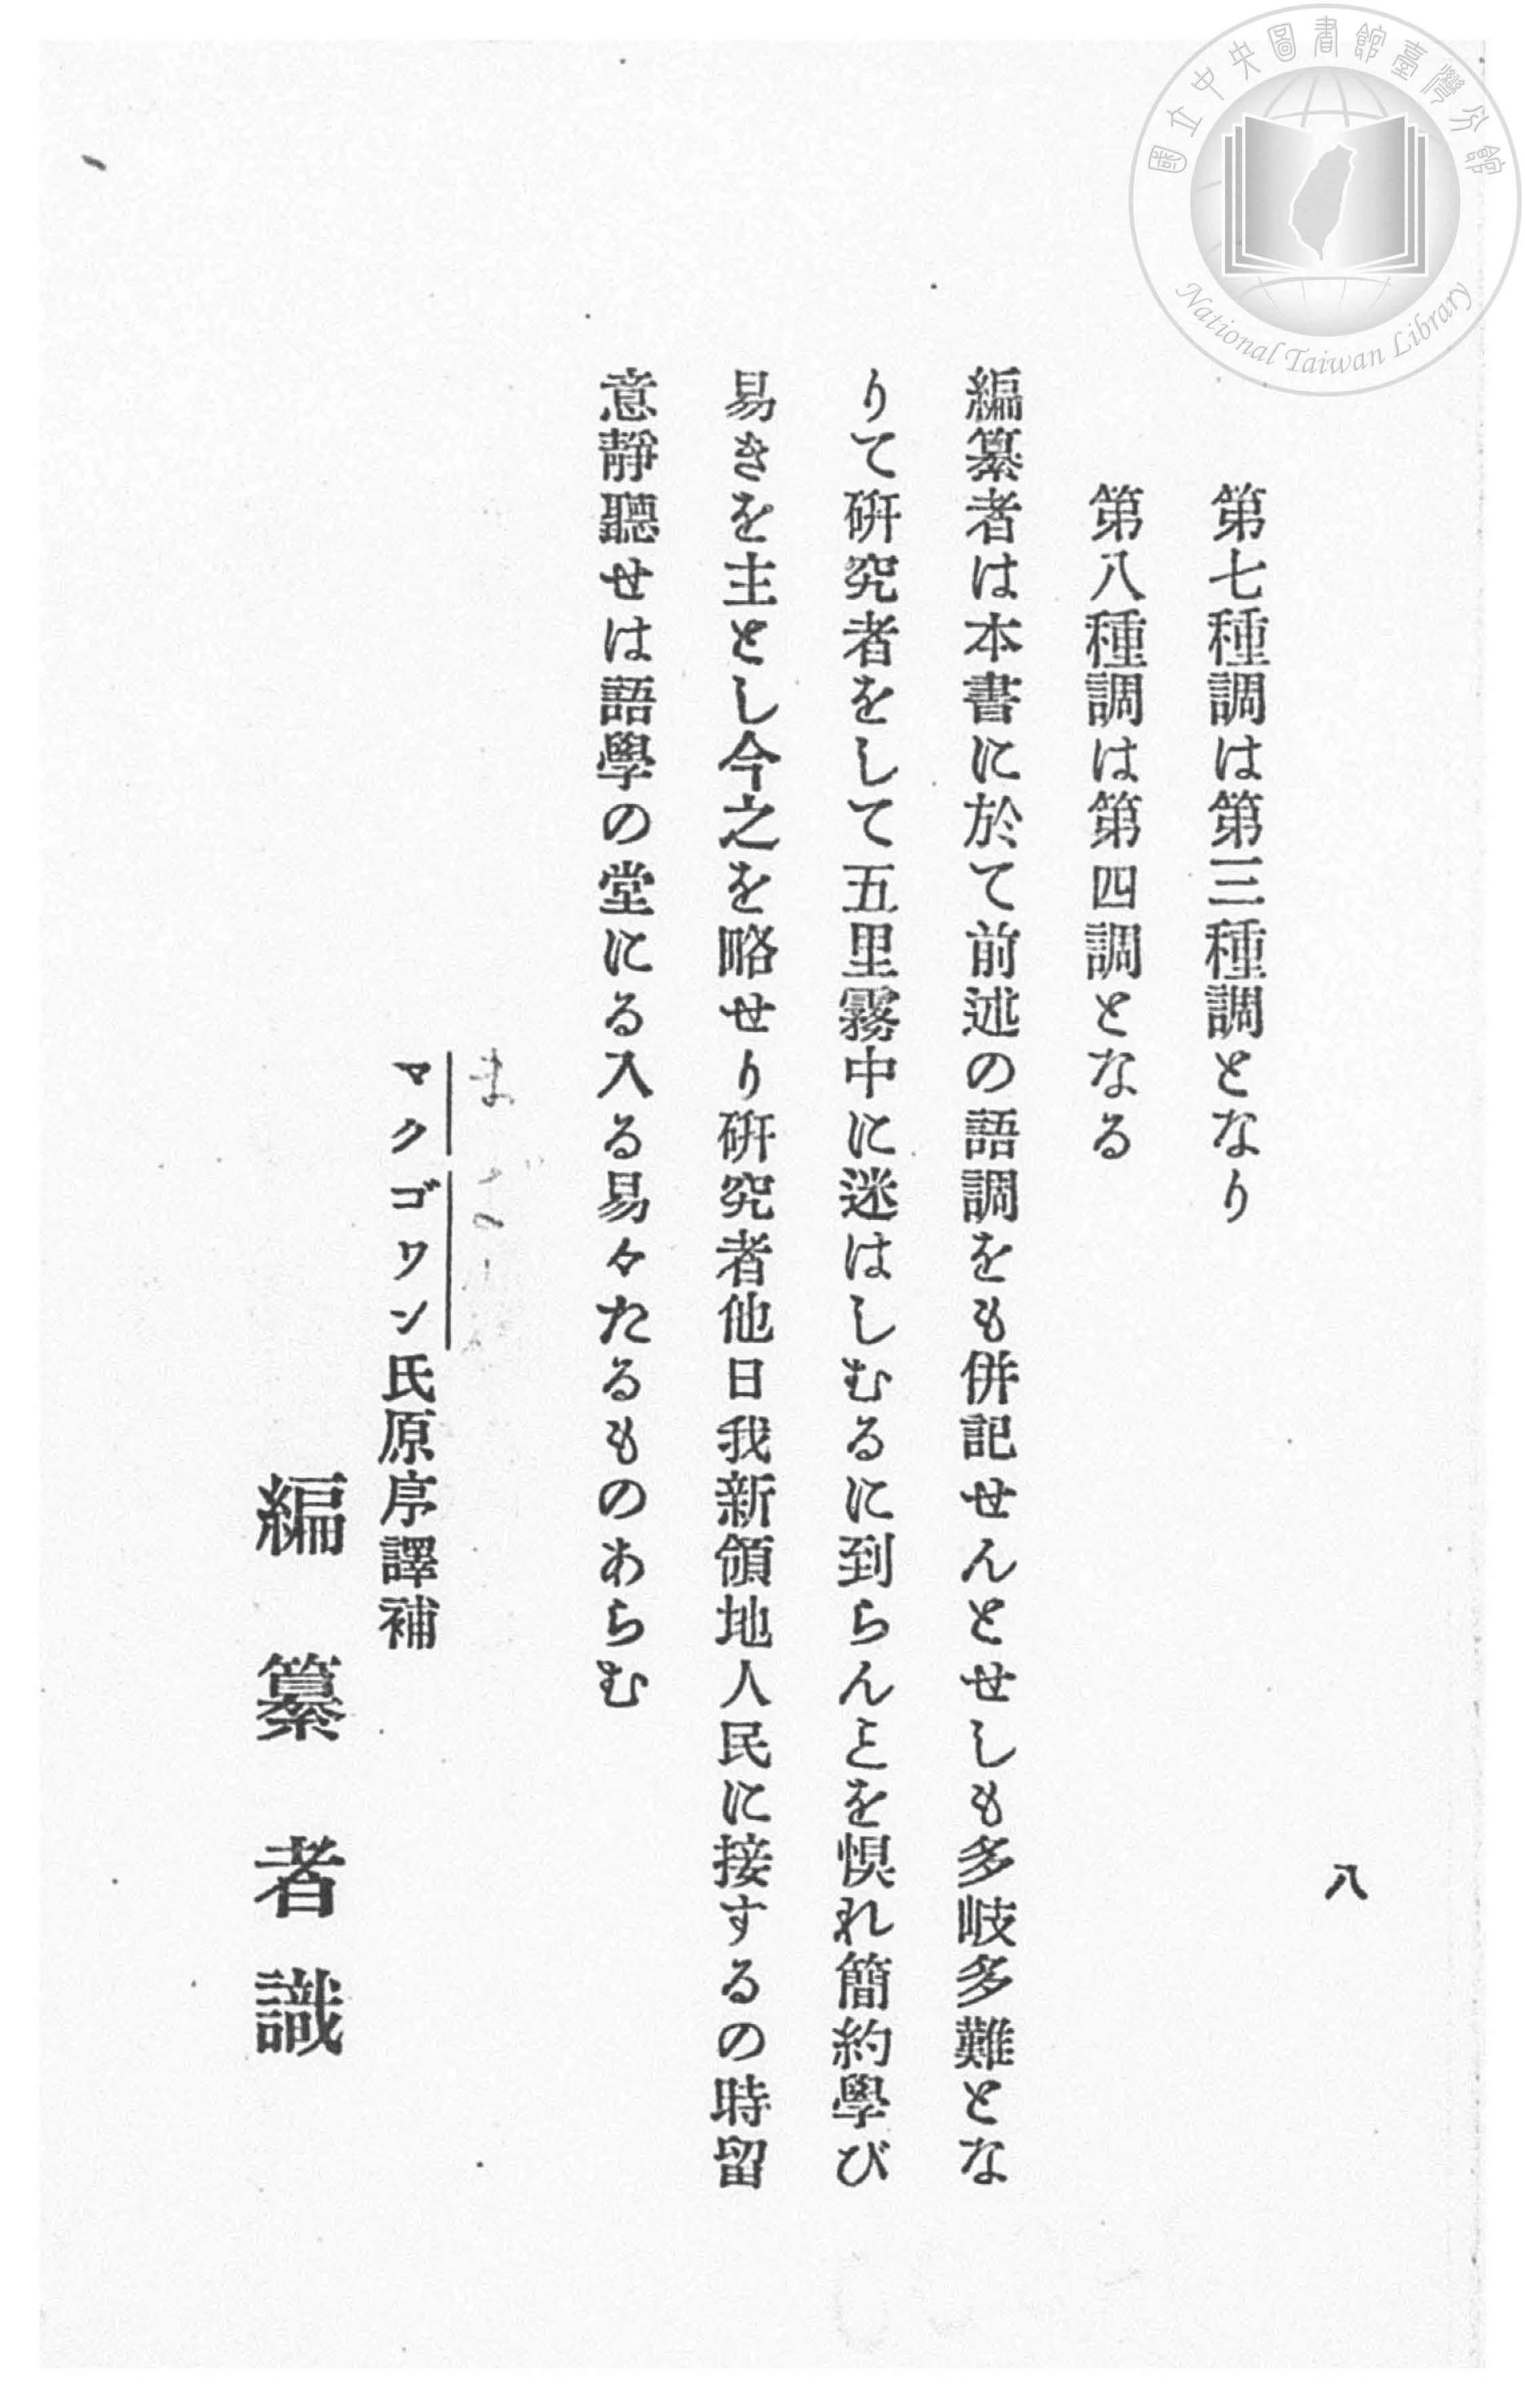 國立中央圖書館臺灣分館
National Taiwan Library
八
第七種調は第三種調となり
第八種調は第四調となる
編纂者は本書に於て前述の語調をも併記せんとせしも多岐多難とな
りて硏究者をして五里霧中に迷はしむるに到らんとを惧れ簡約學び
易きを主とし今之を略せり硏究者他日我新領地人民に接するの時留
意靜聽せは語學の堂にる入る易々たるものあらむ
マクゴワン氏原序譯補
編纂者識